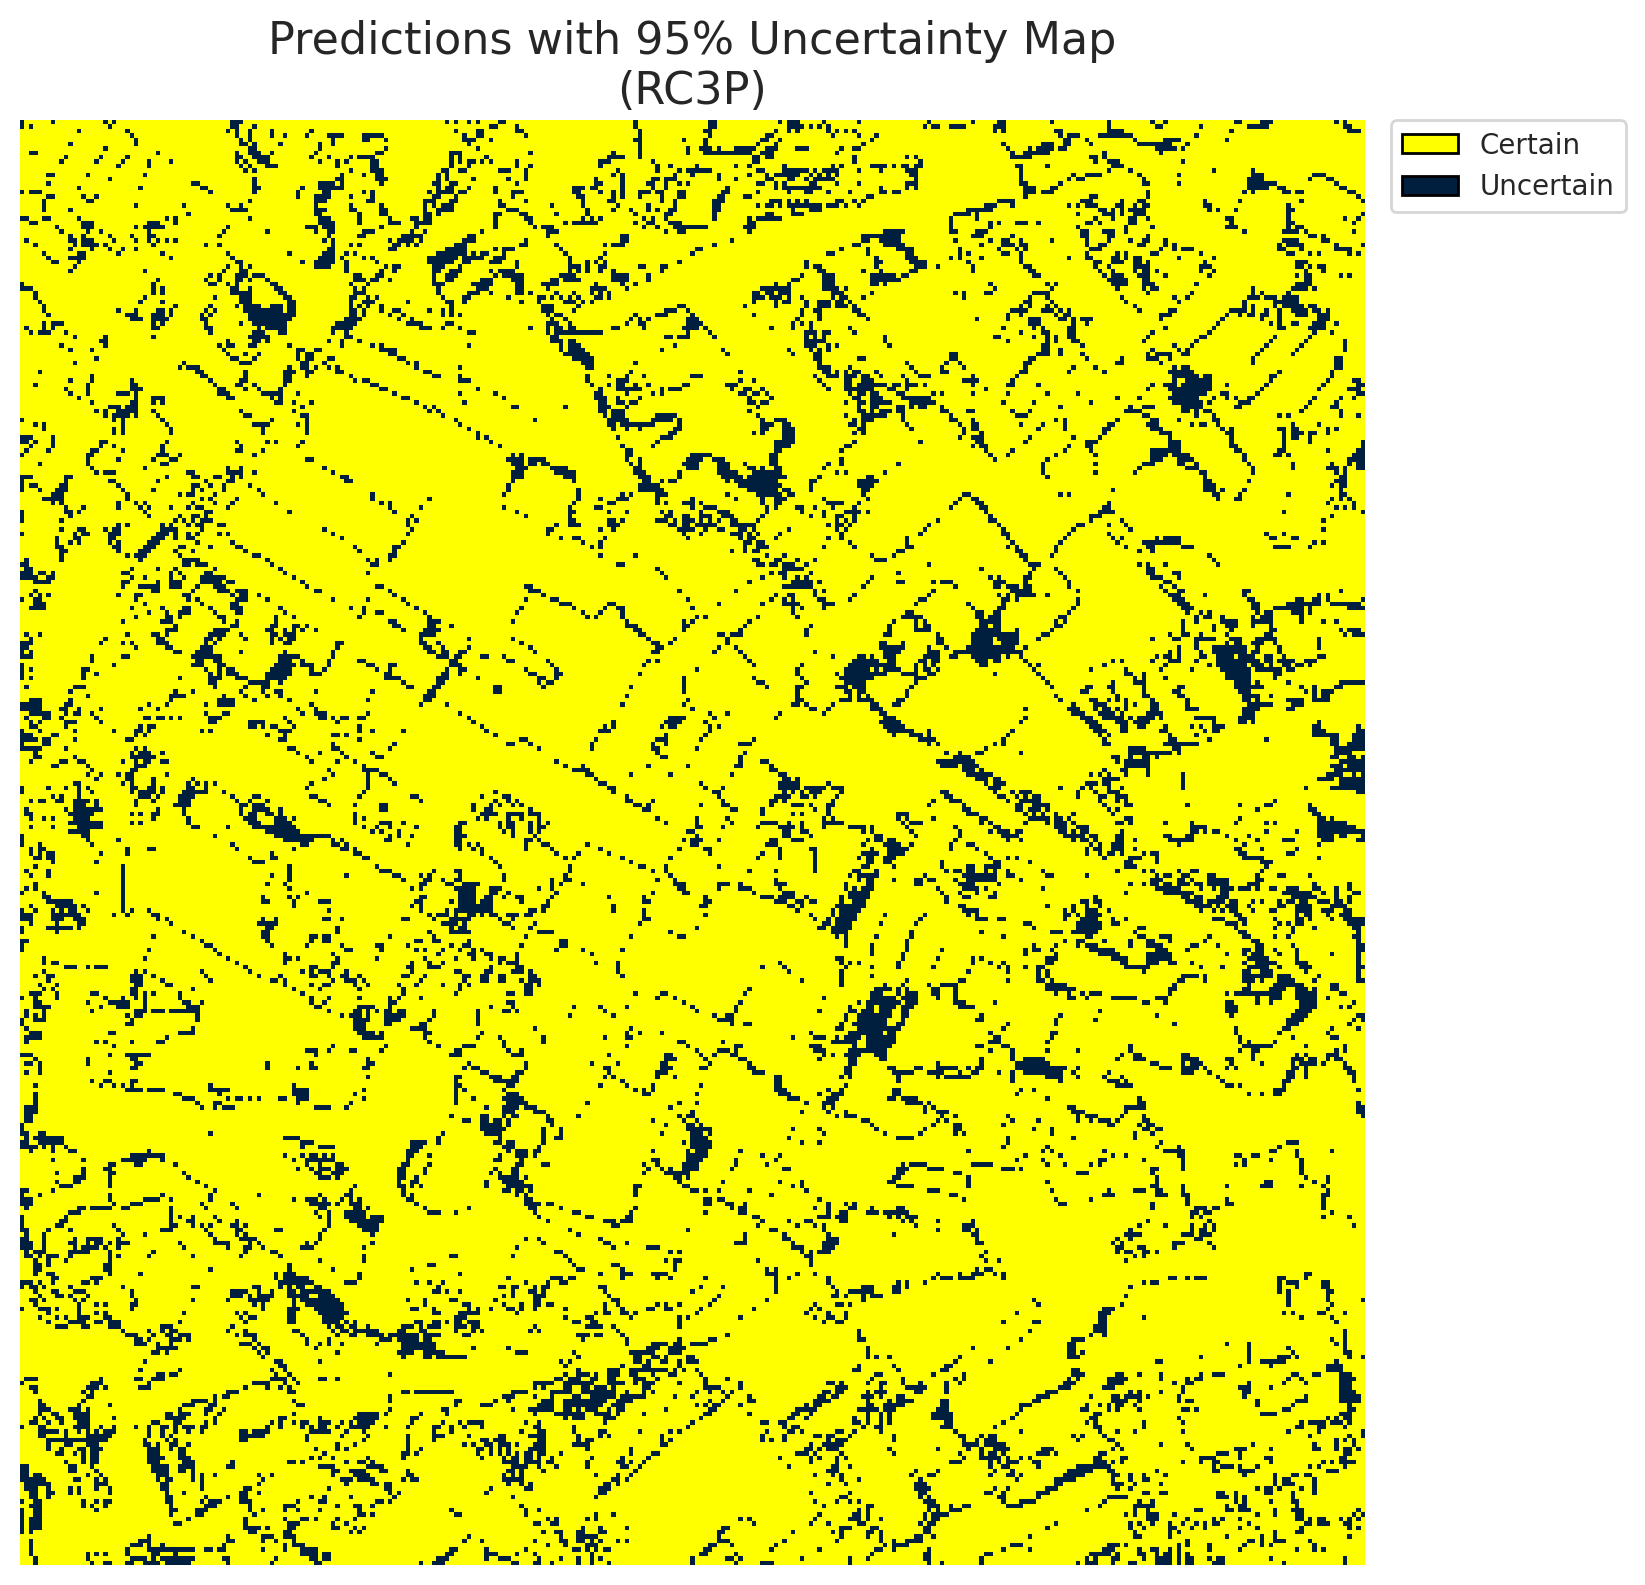 Predictions with 95% Uncertainty Map
(RC3P)
Certain
Uncertain